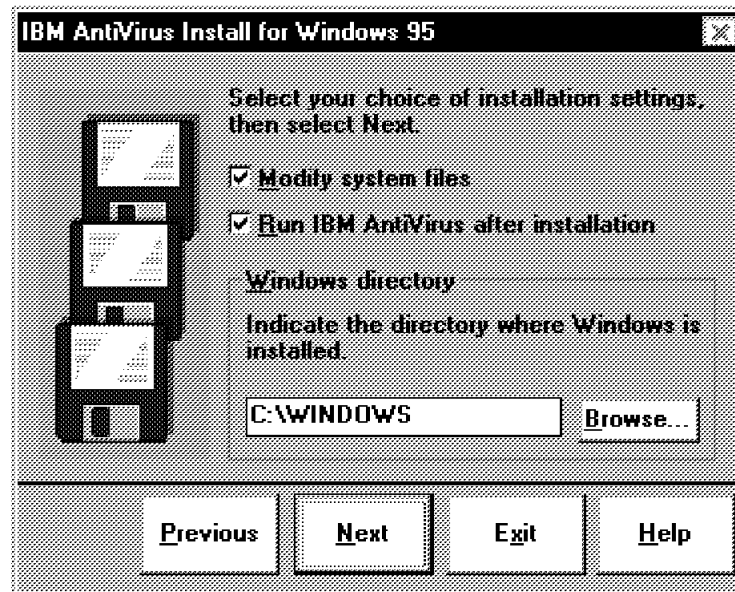 IBM AntiVirus Install for Windows 95
Select your choice of installation settings,
then select Next.
Modify system files
Run IBM AntiVirus after installation
Windows directory
Indicate the directory where Windows is
installed.
C:\WINDOWS
Browse...
Previous
Next
Exit
Help